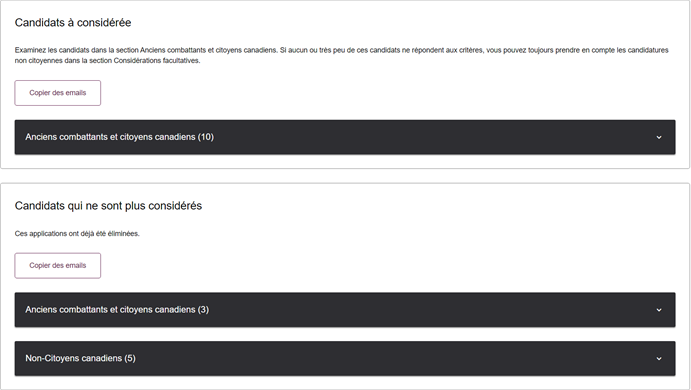 Candidats à considérée
Examinez les candidats dans la section Anciens combattants et citoyens canadiens. Si aucun ou très peu de ces candidats ne répondent aux critères, vous pouvez toujours prendre en compte les candidatures
non citoyennes dans la section Considérations facultatives.
Copier des emails
Anciens combattants et citoyens canadiens (10)
Candidats qui ne sont plus considérés
Ces applications ont déjà été éliminées.
Copier des emails
Anciens combattants et citoyens canadiens (3)
Non-Citoyens canadiens (5)